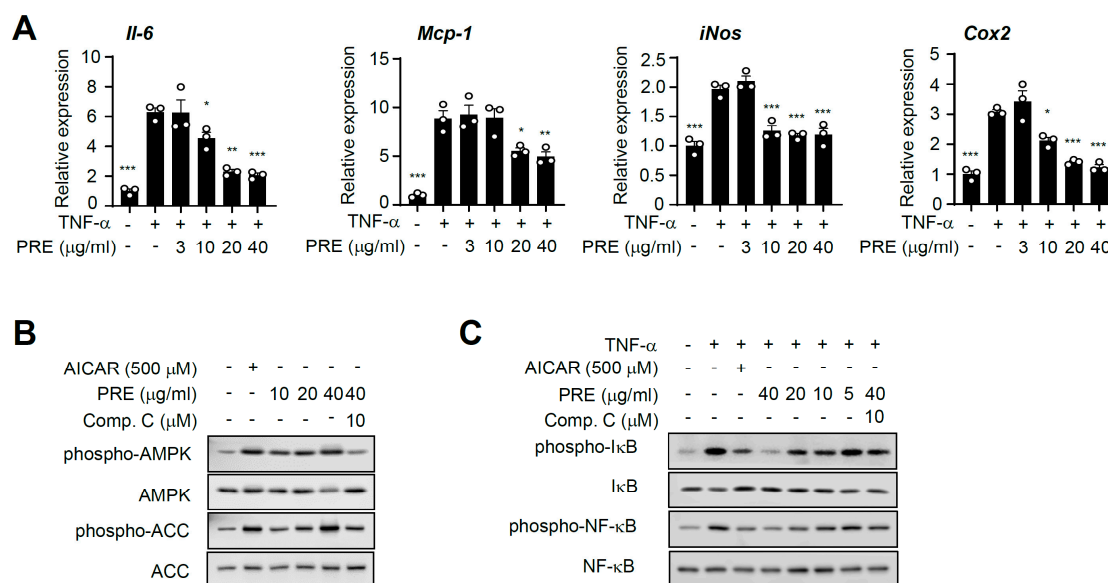 A
Il-6
Mcp-1
iNos
Cox2
Relative expression
10
8
6
4
2
0
***
*
**
***
TNF-α - + + + + +
PRE (μg/ml) - - 3 10 20 40
Relative expression
15
10
5
0
***
*
**
TNF-α - + + + + +
PRE (μg/ml) - - 3 10 20 40
Relative expression
2.5
2.0
1.5
1.0
0.5
0.0
***
***
***
***
TNF-α - + + + + +
PRE (μg/ml) - - 3 10 20 40
Relative expression
5
4
3
2
1
0
***
*
***
***
TNF-α - + + + + +
PRE (μg/ml) - - 3 10 20 40
B
AICAR (500 μM) - + - - - -
PRE (μg/ml) - - 10 20 40 40
Comp. C (μM) - - - - - 10
phospho-AMPK
AMPK
phospho-ACC
ACC
C
TNF-α - + + + + + + +
AICAR (500 μM) - - + - - - - -
PRE (μg/ml) - - - 40 20 10 5 40
Comp. C (μM) - - - - - - - 10
phospho-IκB
IκB
phospho-NF-κB
NF-κB